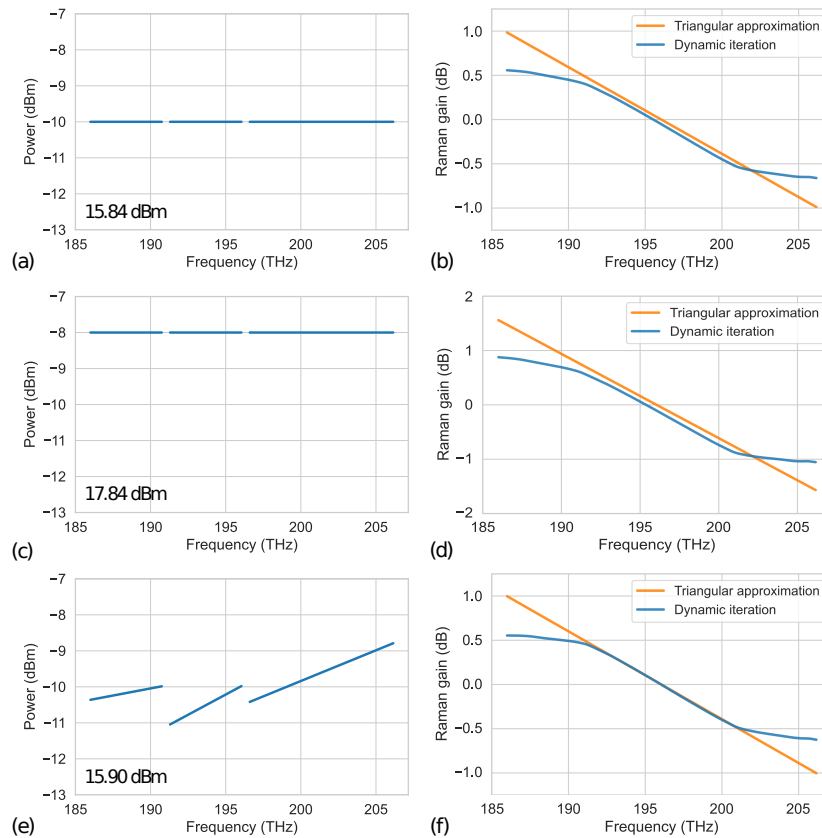 −7
−8
−9
−10
−11
−12
−13
Power (dBm)
15.84 dBm
185 190 195 200 205
Frequency (THz)
(a)
1.0
0.5
0.0
−0.5
−1.0
Raman gain (dB)
Triangular approximation
Dynamic iteration
185 190 195 200 205
Frequency (THz)
(b)
−7
−8
−9
−10
−11
−12
−13
Power (dBm)
17.84 dBm
185 190 195 200 205
Frequency (THz)
(c)
2
1
0
−1
−2
Raman gain (dB)
Triangular approximation
Dynamic iteration
185 190 195 200 205
Frequency (THz)
(d)
−7
−8
−9
−10
−11
−12
−13
Power (dBm)
15.90 dBm
185 190 195 200 205
Frequency (THz)
(e)
1.0
0.5
0.0
−0.5
−1.0
Raman gain (dB)
Triangular approximation
Dynamic iteration
185 190 195 200 205
Frequency (THz)
(f)